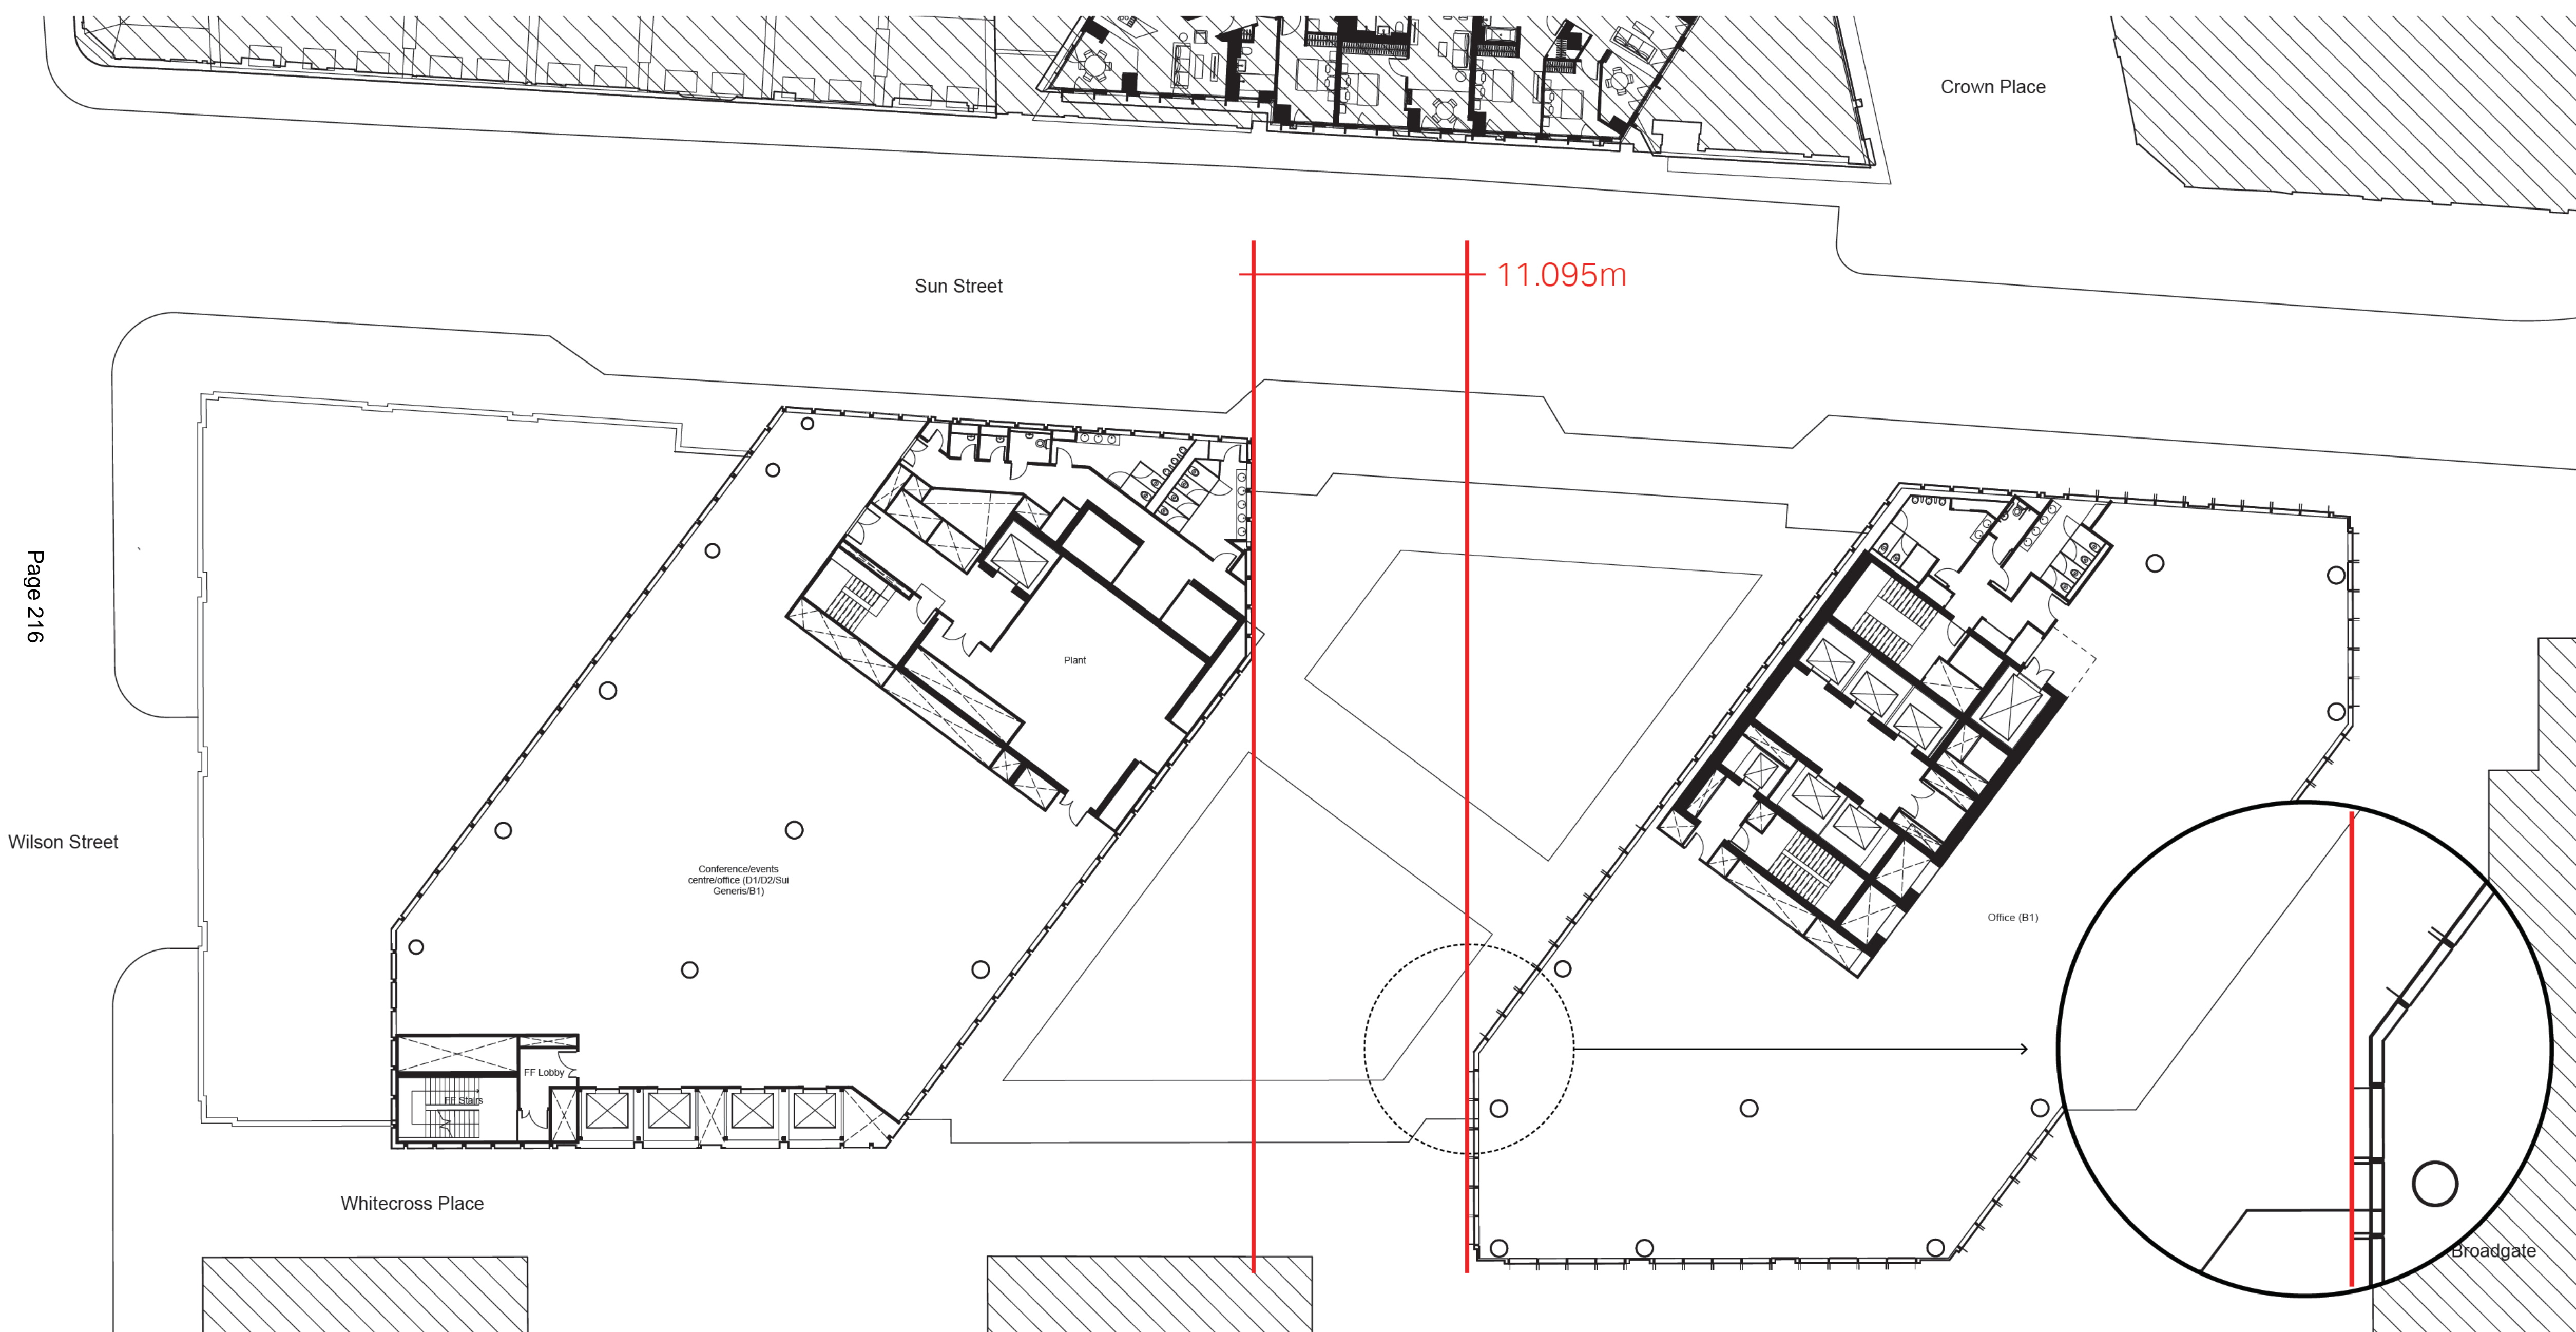 Crown Place
Sun Street
11.095m
Page 216
Plant
Wilson Street
Conference/events
centre/office (D1/D2/Sui
Generis/B1)
Office (B1)
FF Lobby
FF Stairs
Whitecross Place
Broadgate